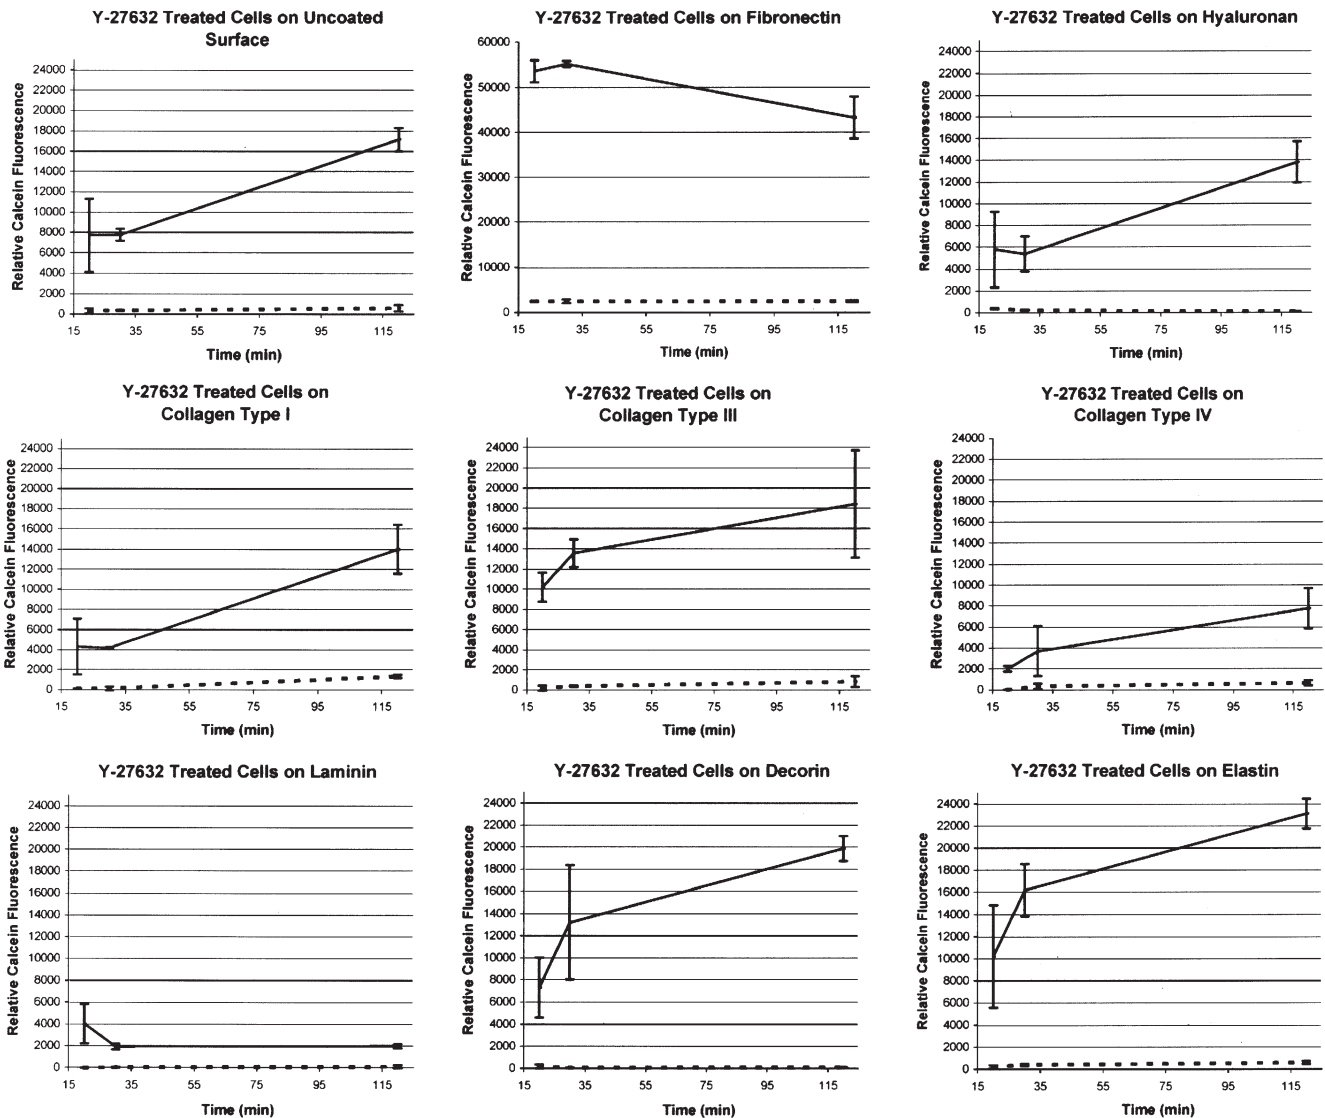 Y-27632 Treated Cells on Uncoated
Surface
Relative Calcein Fluorescence
24000
22000
20000
18000
16000
14000
12000
10000
8000
6000
4000
2000
0
15 35 55 75 95 115
Time (min)
Y-27632 Treated Cells on Fibronectin
Relative Calcein Fluorescence
60000
50000
40000
30000
20000
10000
0
15 35 55 75 95 115
Time (min)
Y-27632 Treated Cells on Hyaluronan
Relative Calcein Fluorescence
24000
22000
20000
18000
16000
14000
12000
10000
8000
6000
4000
2000
0
15 35 55 75 95 115
Time (min)
Y-27632 Treated Cells on
Collagen Type I
Relative Calcein Fluorescence
24000
22000
20000
18000
16000
14000
12000
10000
8000
6000
4000
2000
0
15 35 55 75 95 115
Time (min)
Y-27632 Treated Cells on
Collagen Type III
Relative Calcein Fluorescence
24000
22000
20000
18000
16000
14000
12000
10000
8000
6000
4000
2000
0
15 35 55 75 95 115
Time (min)
Y-27632 Treated Cells on
Collagen Type IV
Relative Calcein Fluorescence
24000
22000
20000
18000
16000
14000
12000
10000
8000
6000
4000
2000
0
15 35 55 75 95 115
Time (min)
Y-27632 Treated Cells on Laminin
Relative Calcein Fluorescence
24000
22000
20000
18000
16000
14000
12000
10000
8000
6000
4000
2000
0
15 35 55 75 95 115
Time (min)
Y-27632 Treated Cells on Decorin
Relative Calcein Fluorescence
24000
22000
20000
18000
16000
14000
12000
10000
8000
6000
4000
2000
0
15 35 55 75 95 115
Time (min)
Y-27632 Treated Cells on Elastin
Relative Calcein Fluorescence
24000
22000
20000
18000
16000
14000
12000
10000
8000
6000
4000
2000
0
15 35 55 75 95 115
Time (min)